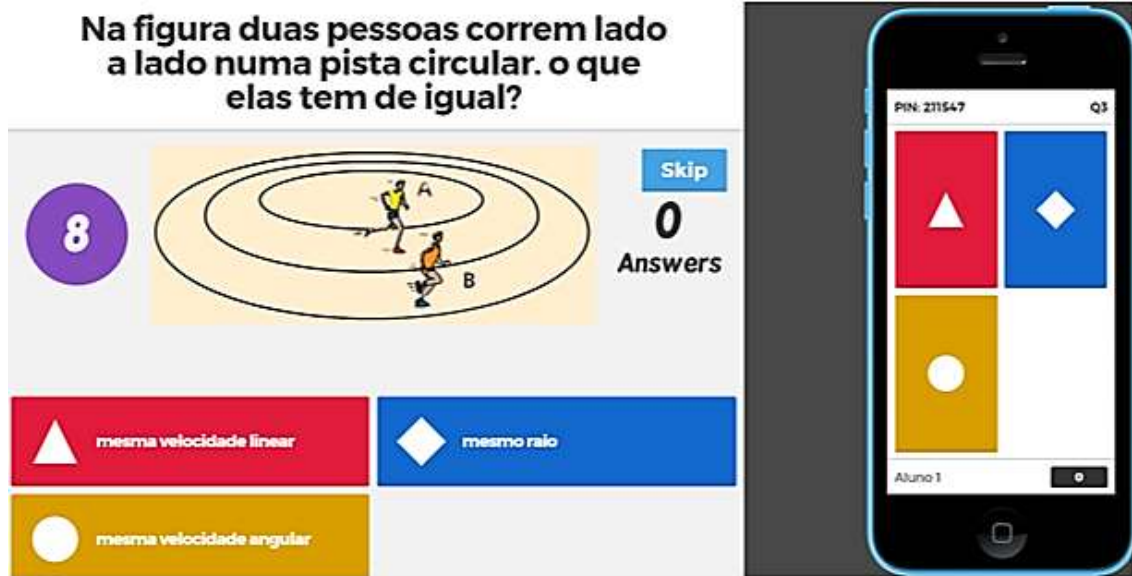 Na figura duas pessoas correm lado
a lado numa pista circular. o que
elas tem de igual?
8
A
B
Skip
0
Answers
mesma velocidade linear
mesmo raio
mesma velocidade angular
PIN: 211547
Q3
Aluno 1
0